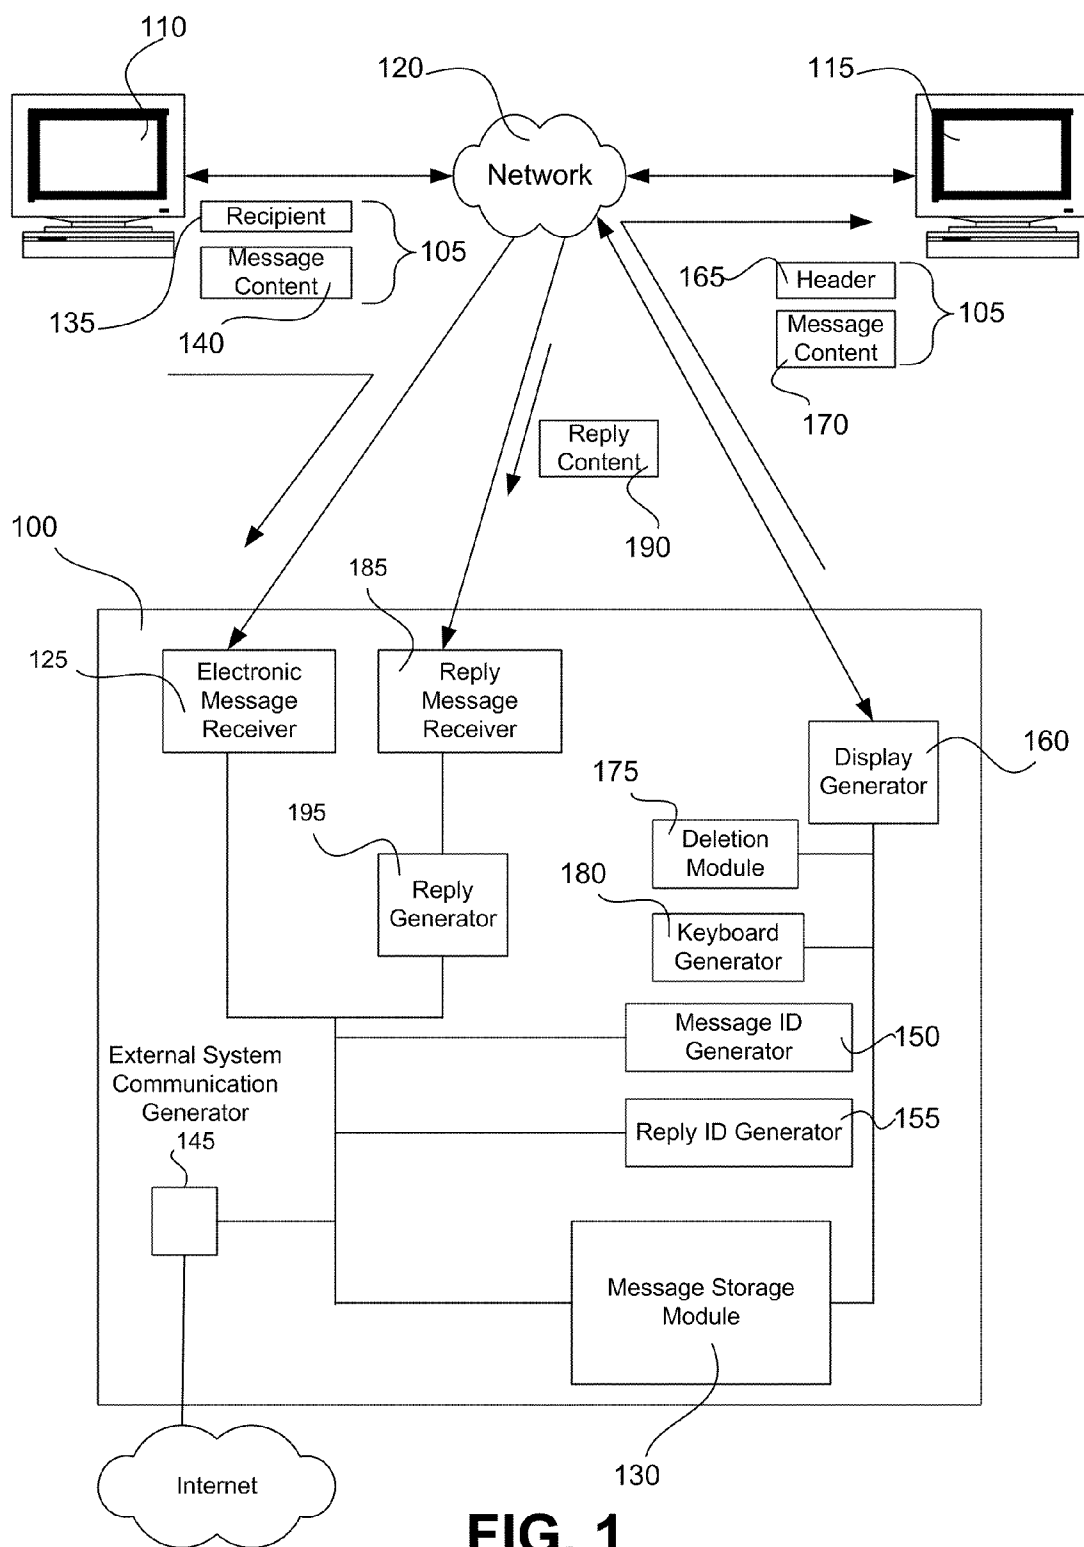 110
120
115
Network
Recipient
Message
Content
105
135
140
165
Header
Message
Content
105
170
Reply
Content
190
100
185
125
Electronic
Message
Receiver
Reply
Message
Receiver
160
Display
Generator
175
Deletion
Module
195
Reply
Generator
180
Keyboard
Generator
Message ID
Generator
150
External System
Communication
Generator
145
Reply ID Generator
155
Message Storage
Module
130
Internet
FIG. 1